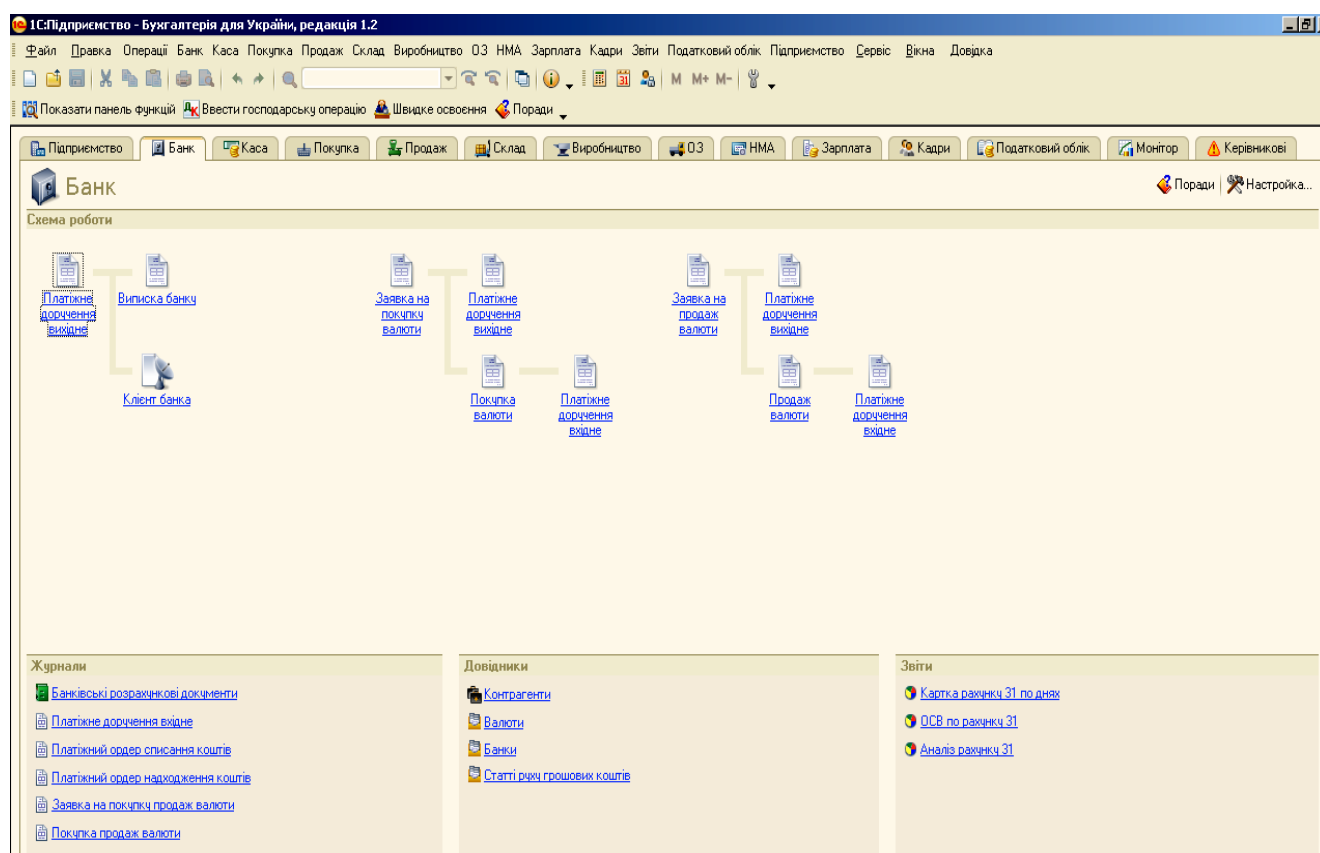 1С:Підприємство - Бухгалтерія для України, редакція 1.2
Файл Правка Операції Банк Каса Покупка Продаж Склад Виробництво ОЗ НМА Зарплата Кадри Звіти Податковий облік Підприємство Сервіс Вікна Довідка
M M+ M-
Показати панель функцій Ввести господарську операцію Швидке освоєння Поради
Підприємство Банк Каса Покупка Продаж Склад Виробництво ОЗ НМА Зарплата Кадри Податковий облік Монітор Керівникові
Банк Поради Настройка...
Схема роботи
Платіжне доручення вихідне
Виписка банку
Клієнт банка
Заявка на покупку валюти
Платіжне доручення вихідне
Покупка валюти
Платіжне доручення вхідне
Заявка на продаж валюти
Платіжне доручення вихідне
Продаж валюти
Платіжне доручення вхідне
Журнали
Банківські розрахункові документи
Платіжне доручення вхідне
Платіжний ордер списання коштів
Платіжний ордер надходження коштів
Заявка на покупку продаж валюти
Покупка продаж валюти
Довідники
Контрагенти
Валюти
Банки
Статті руху грошових коштів
Звіти
Картка рахунку 31 по днях
ОСВ по рахунку 31
Аналіз рахунку 31